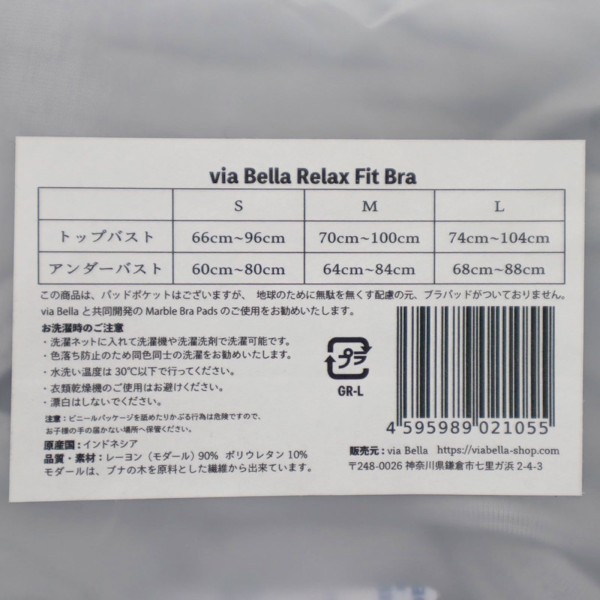 via Bella Relax Fit Bra
S M L
トップバスト 66cm~96cm 70cm~100cm 74cm~104cm
アンダーバスト 60cm~80cm 64cm~84cm 68cm~88cm
この商品は、パッドポケットはございますが、 地球のために無駄を無くす配慮の元、ブラパッドがついておりません。
via Bella と共同開発の Marble Bra Pads のご使用をお勧めいたします。
お洗濯時のご注意
・洗濯ネットに入れて洗濯機や洗濯洗剤で洗濯可能です。
・色落ち防止のため同色同士の洗濯をお勧めいたします。
・水洗い温度は 30℃以下で行ってください。
・衣類乾燥機のご使用はお避けください。
・漂白はしないでください。
注意：ビニールパッケージを舐めたりかぶる行為は危険ですので、
お子様の手の届かない場所へ保管ください。
原産国：インドネシア
品質・素材：レーヨン（モダール）90% ポリウレタン 10%
モダールは、ブナの木を原料とした繊維から出来ています。
プラ
GR-L
4 595989 021055
販売元：via Bella https://viabella-shop.com
〒248-0026 神奈川県鎌倉市七里ガ浜 2-4-3